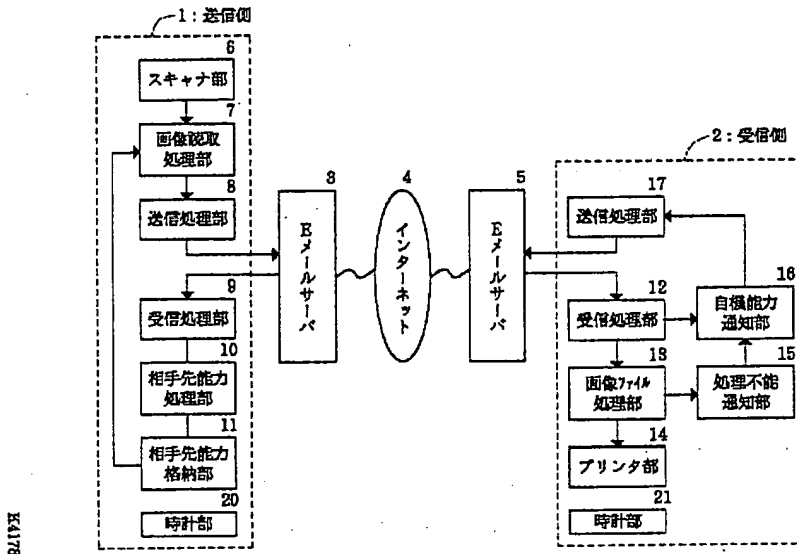 1：送信側
6
スキャナ部
7
画像読取
処理部
8
送信処理部
9
受信処理部
10
相手先能力
処理部
11
相手先能力
格納部
20
時計部
3
Eメールサーバ
4
インターネット
5
Eメールサーバ
2：受信側
17
送信処理部
12
受信処理部
16
自機能力
通知部
13
画像ファイル
処理部
15
処理不能
通知部
14
プリンタ部
21
時計部
K4178